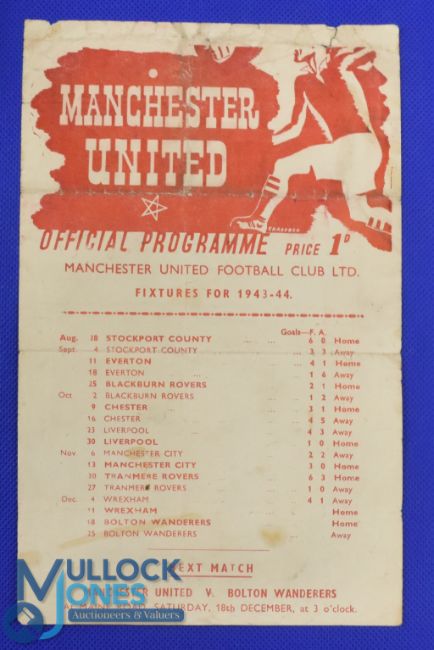 MANCHESTER
UNITED
OFFICIAL PROGRAMME PRICE 1D
MANCHESTER UNITED FOOTBALL CLUB LTD.
FIXTURES FOR 1943-44.
Goals—F. A.
Aug. 28 STOCKPORT COUNTY ... ... 6 0 Home
Sept. 4 STOCKPORT COUNTY ... ... 3 3 Away
11 EVERTON ... ... 4 1 Home
18 EVERTON ... ... 1 6 Away
25 BLACKBURN ROVERS ... ... 2 1 Home
Oct 2 BLACKBURN ROVERS ... ... 1 2 Away
9 CHESTER ... ... 3 1 Home
16 CHESTER ... ... 4 5 Away
23 LIVERPOOL ... ... 4 3 Away
30 LIVERPOOL ... ... 1 0 Home
Nov 6 MANCHESTER CITY ... ... 2 2 Away
13 MANCHESTER CITY ... ... 3 0 Home
20 TRANMERE ROVERS ... ... 6 3 Home
27 TRANMERE ROVERS ... ... 1 0 Away
Dec. 4 WREXHAM ... ... 4 1 Away
11 WREXHAM ... ... Home
18 BOLTON WANDERERS ... ... Home
25 BOLTON WANDERERS ... ... Away
NEXT MATCH
MANCHESTER UNITED V. BOLTON WANDERERS
At MAINE ROAD, SATURDAY, 18th DECEMBER, at 3 o'clock.
MULLOCK
JONES
Auctioneers & Valuers